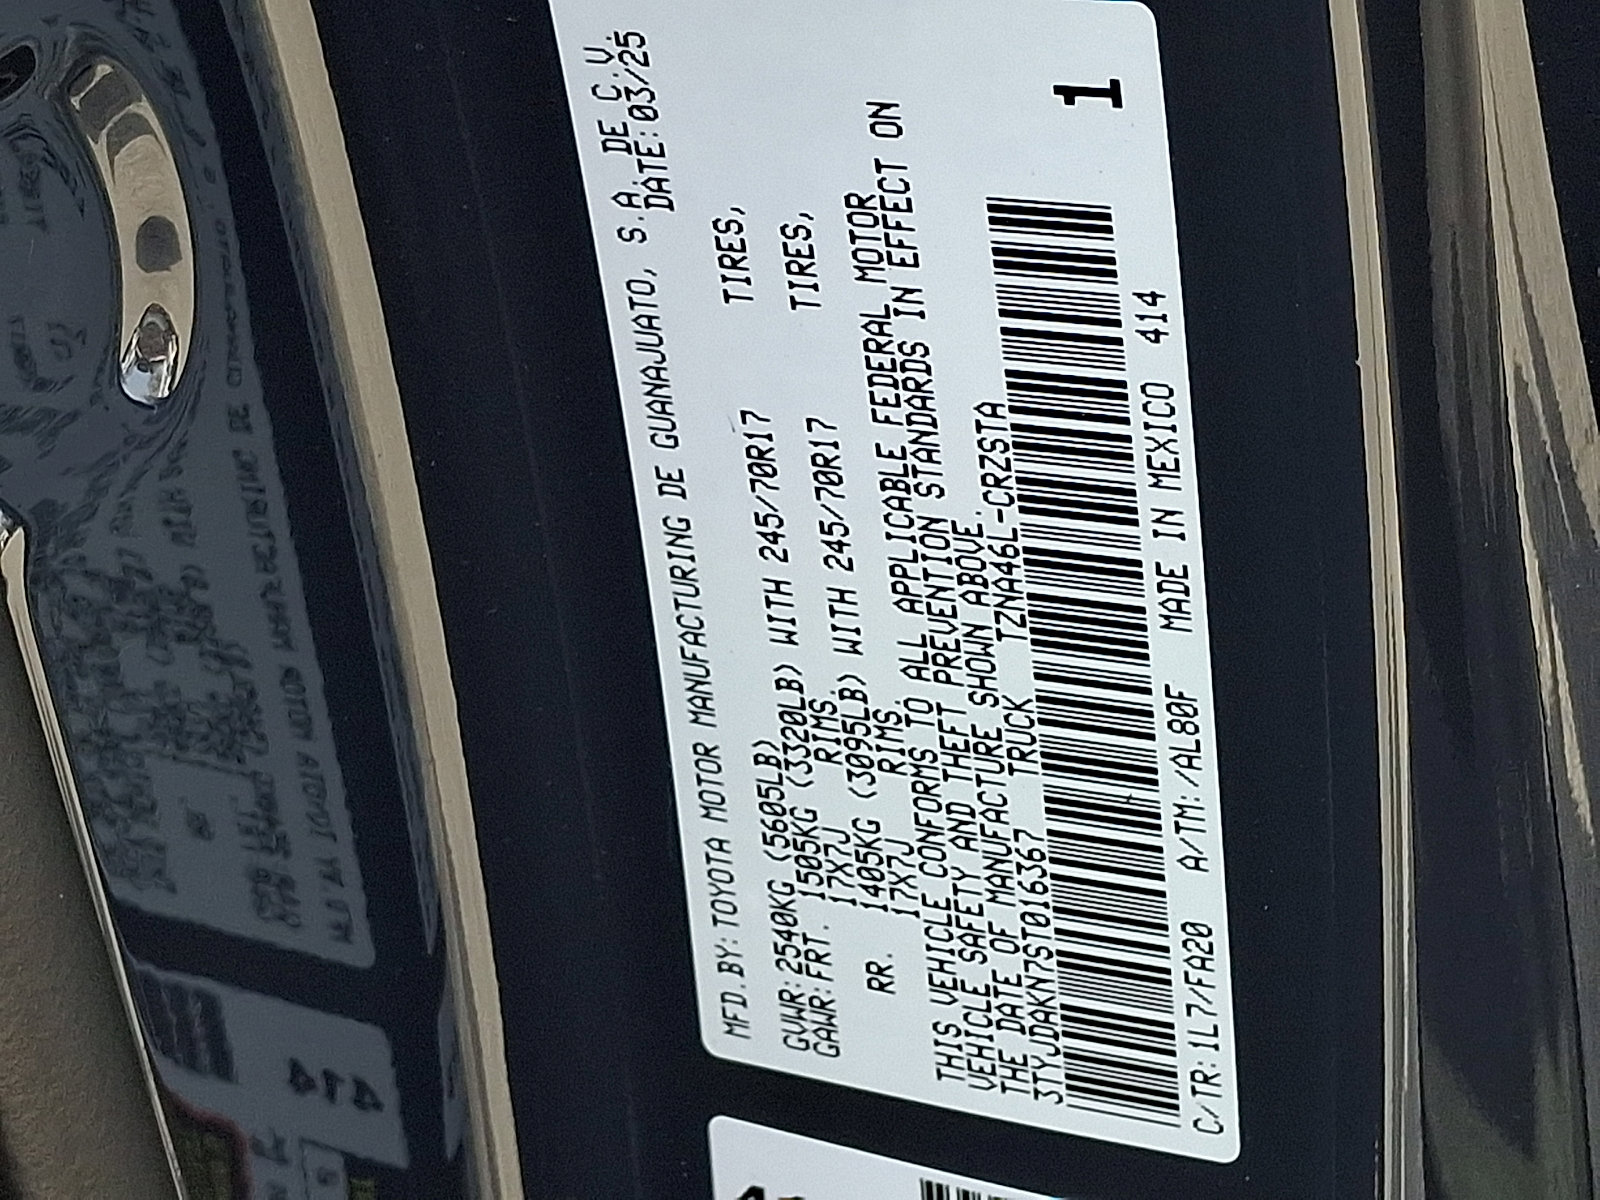 MFD.BY:TOYOTA MOTOR MANUFACTURING DE GUANAJUATO, S.A. DE C.V.
DATE:03/25
GVWR:2540KG (5605LB)
GAWR:FRT. 1505KG (3320LB) WITH 245/70R17 TIRES,
17X7J RIMS.
RR. 1405KG (3095LB) WITH 245/70R17 TIRES,
17X7J RIMS.
THIS VEHICLE CONFORMS TO ALL APPLICABLE FEDERAL MOTOR
VEHICLE SAFETY AND THEFT PREVENTION STANDARDS IN EFFECT ON
THE DATE OF MANUFACTURE SHOWN ABOVE.
3TYJDAKN7ST016367 TRUCK TZNA46L-CRZSTA
1
C/TR:1L7/FA20 A/TM:/AL80F MADE IN MEXICO 414